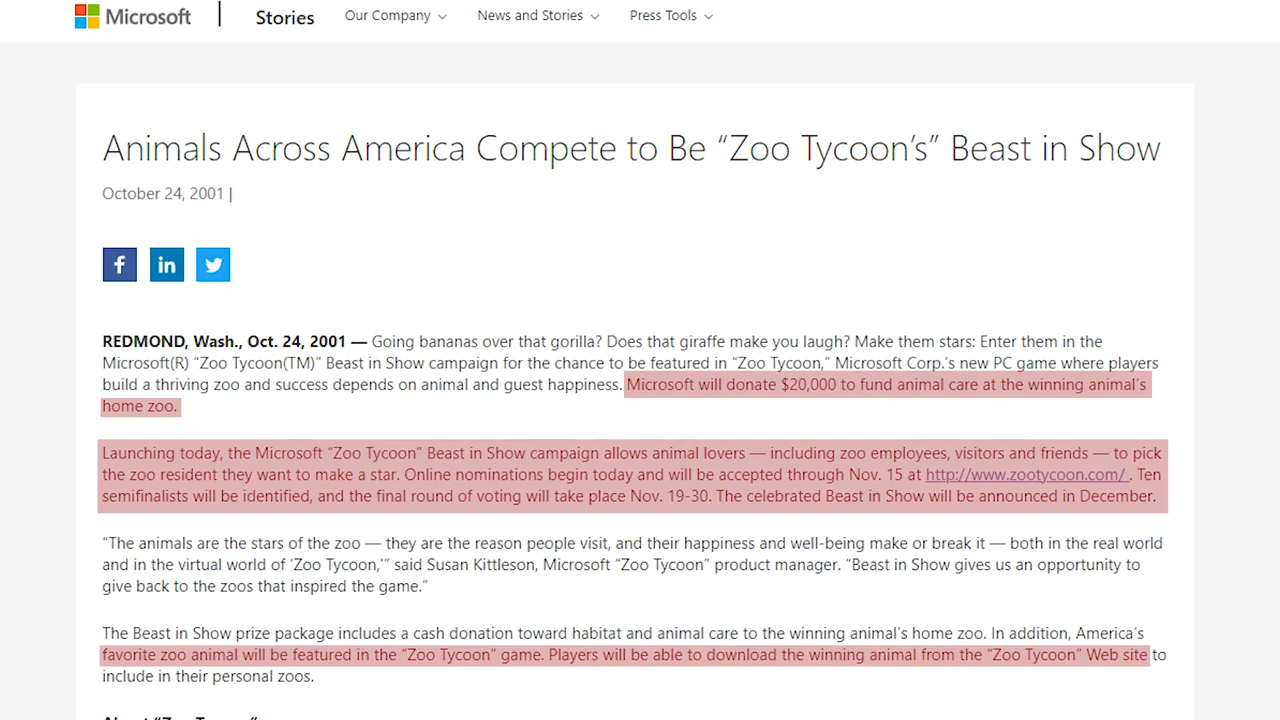 Microsoft | Stories Our Company News and Stories Press Tools
Animals Across America Compete to Be “Zoo Tycoon’s” Beast in Show
October 24, 2001 |
f in
REDMOND, Wash., Oct. 24, 2001 — Going bananas over that gorilla? Does that giraffe make you laugh? Make them stars: Enter them in the
Microsoft(R) “Zoo Tycoon(TM)” Beast in Show campaign for the chance to be featured in “Zoo Tycoon,” Microsoft Corp.’s new PC game where players
build a thriving zoo and success depends on animal and guest happiness. Microsoft will donate $20,000 to fund animal care at the winning animal’s
home zoo.
Launching today, the Microsoft “Zoo Tycoon” Beast in Show campaign allows animal lovers — including zoo employees, visitors and friends — to pick
the zoo resident they want to make a star. Online nominations begin today and will be accepted through Nov. 15 at http://www.zootycoon.com/ . Ten
semifinalists will be identified, and the final round of voting will take place Nov. 19-30. The celebrated Beast in Show will be announced in December.
“The animals are the stars of the zoo — they are the reason people visit, and their happiness and well-being make or break it — both in the real world
and in the virtual world of ‘Zoo Tycoon,'” said Susan Kittleson, Microsoft “Zoo Tycoon” product manager. “Beast in Show gives us an opportunity to
give back to the zoos that inspired the game.”
The Beast in Show prize package includes a cash donation toward habitat and animal care to the winning animal’s home zoo. In addition, America’s
favorite zoo animal will be featured in the “Zoo Tycoon” game. Players will be able to download the winning animal from the “Zoo Tycoon” Web site to
include in their personal zoos.